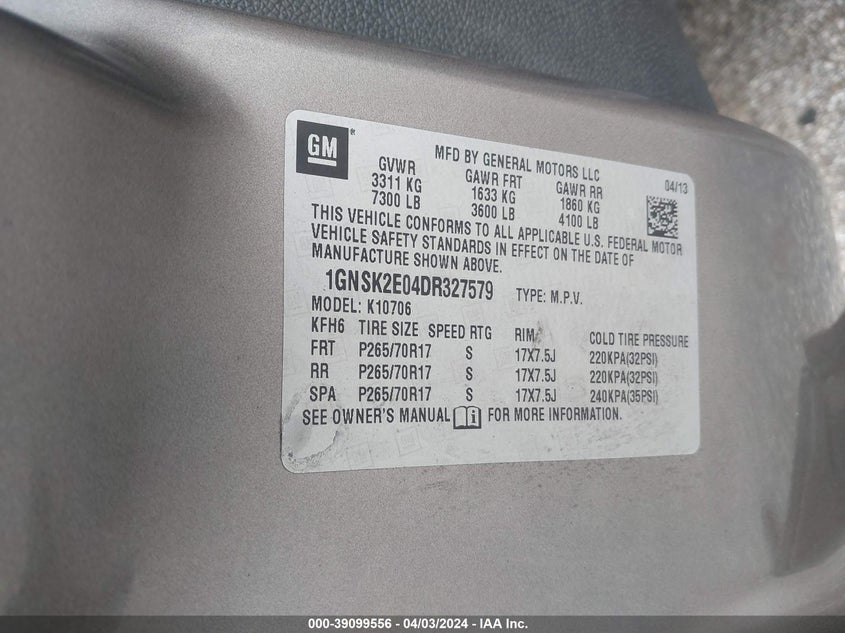 GM
MFD BY GENERAL MOTORS LLC
04/13
GVWR GAWR FRT GAWR RR
3311 KG 1633 KG 1860 KG
7300 LB 3600 LB 4100 LB
THIS VEHICLE CONFORMS TO ALL APPLICABLE U.S. FEDERAL MOTOR
VEHICLE SAFETY STANDARDS IN EFFECT ON THE DATE OF
MANUFACTURE SHOWN ABOVE.
1GNSK2E04DR327579 TYPE: M.P.V.
MODEL: K10706
KFH6 TIRE SIZE SPEED RTG RIM COLD TIRE PRESSURE
FRT P265/70R17 S 17X7.5J 220KPA(32PSI)
RR P265/70R17 S 17X7.5J 220KPA(32PSI)
SPA P265/70R17 S 17X7.5J 240KPA(35PSI)
SEE OWNER'S MANUAL i FOR MORE INFORMATION.
000-39099556 - 04/03/2024 - IAA Inc.